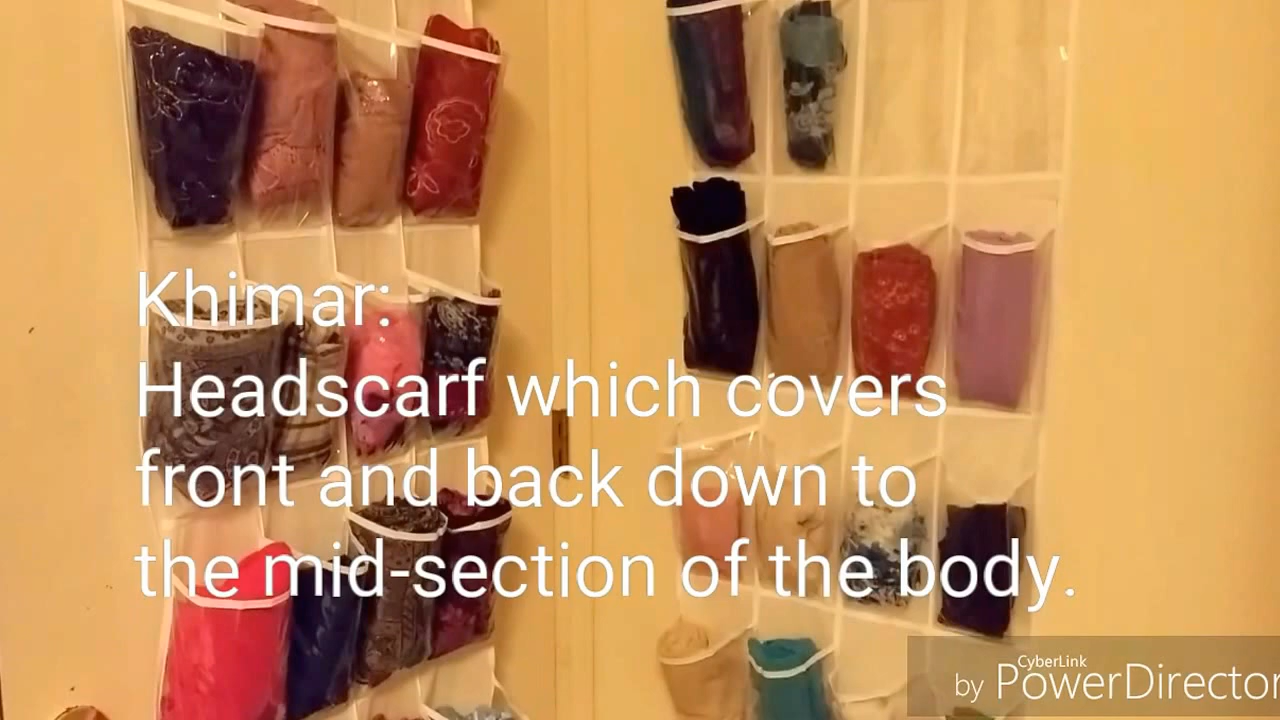 Khimar:
Headscarf which covers
front and back down to
the mid-section of the body.
CyberLink
by PowerDirector